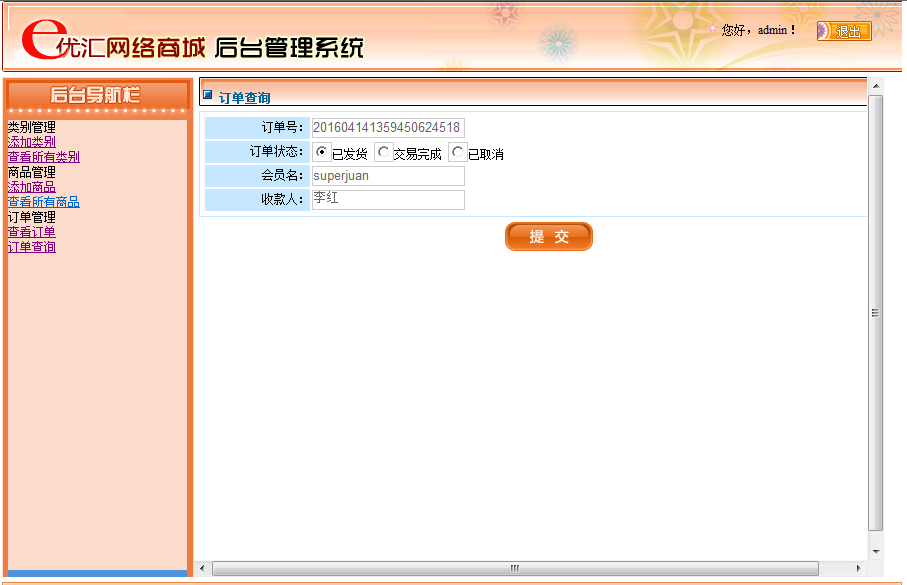 e优汇网络商城 后台管理系统
您好，admin！
退出
后台导航栏
类别管理
添加类别
查看所有类别
商品管理
添加商品
查看所有商品
订单管理
查看订单
订单查询
订单查询
订单号：201604141359450624518
订单状态：已发货 交易完成 已取消
会员名：superjuan
收款人：李红
提 交